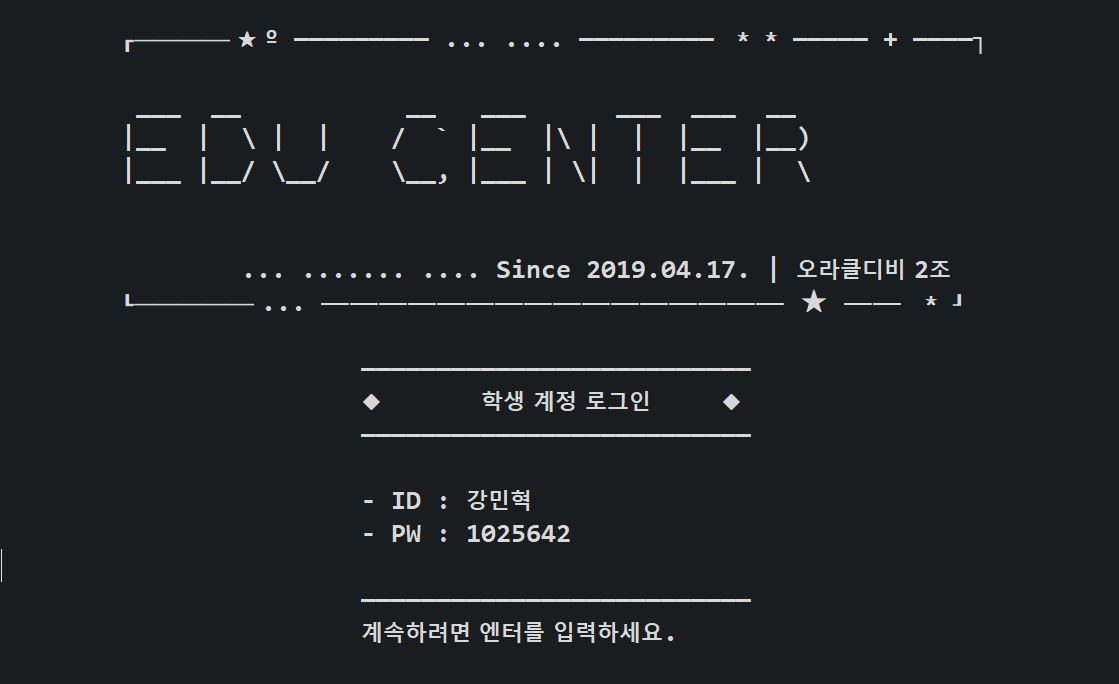 EDU CENTER
... ....... .... Since 2019.04.17. | 오라클디비 2조
◆ 학생 계정 로그인 ◆
- ID : 강민혁
- PW : 1025642
계속하려면 엔터를 입력하세요.